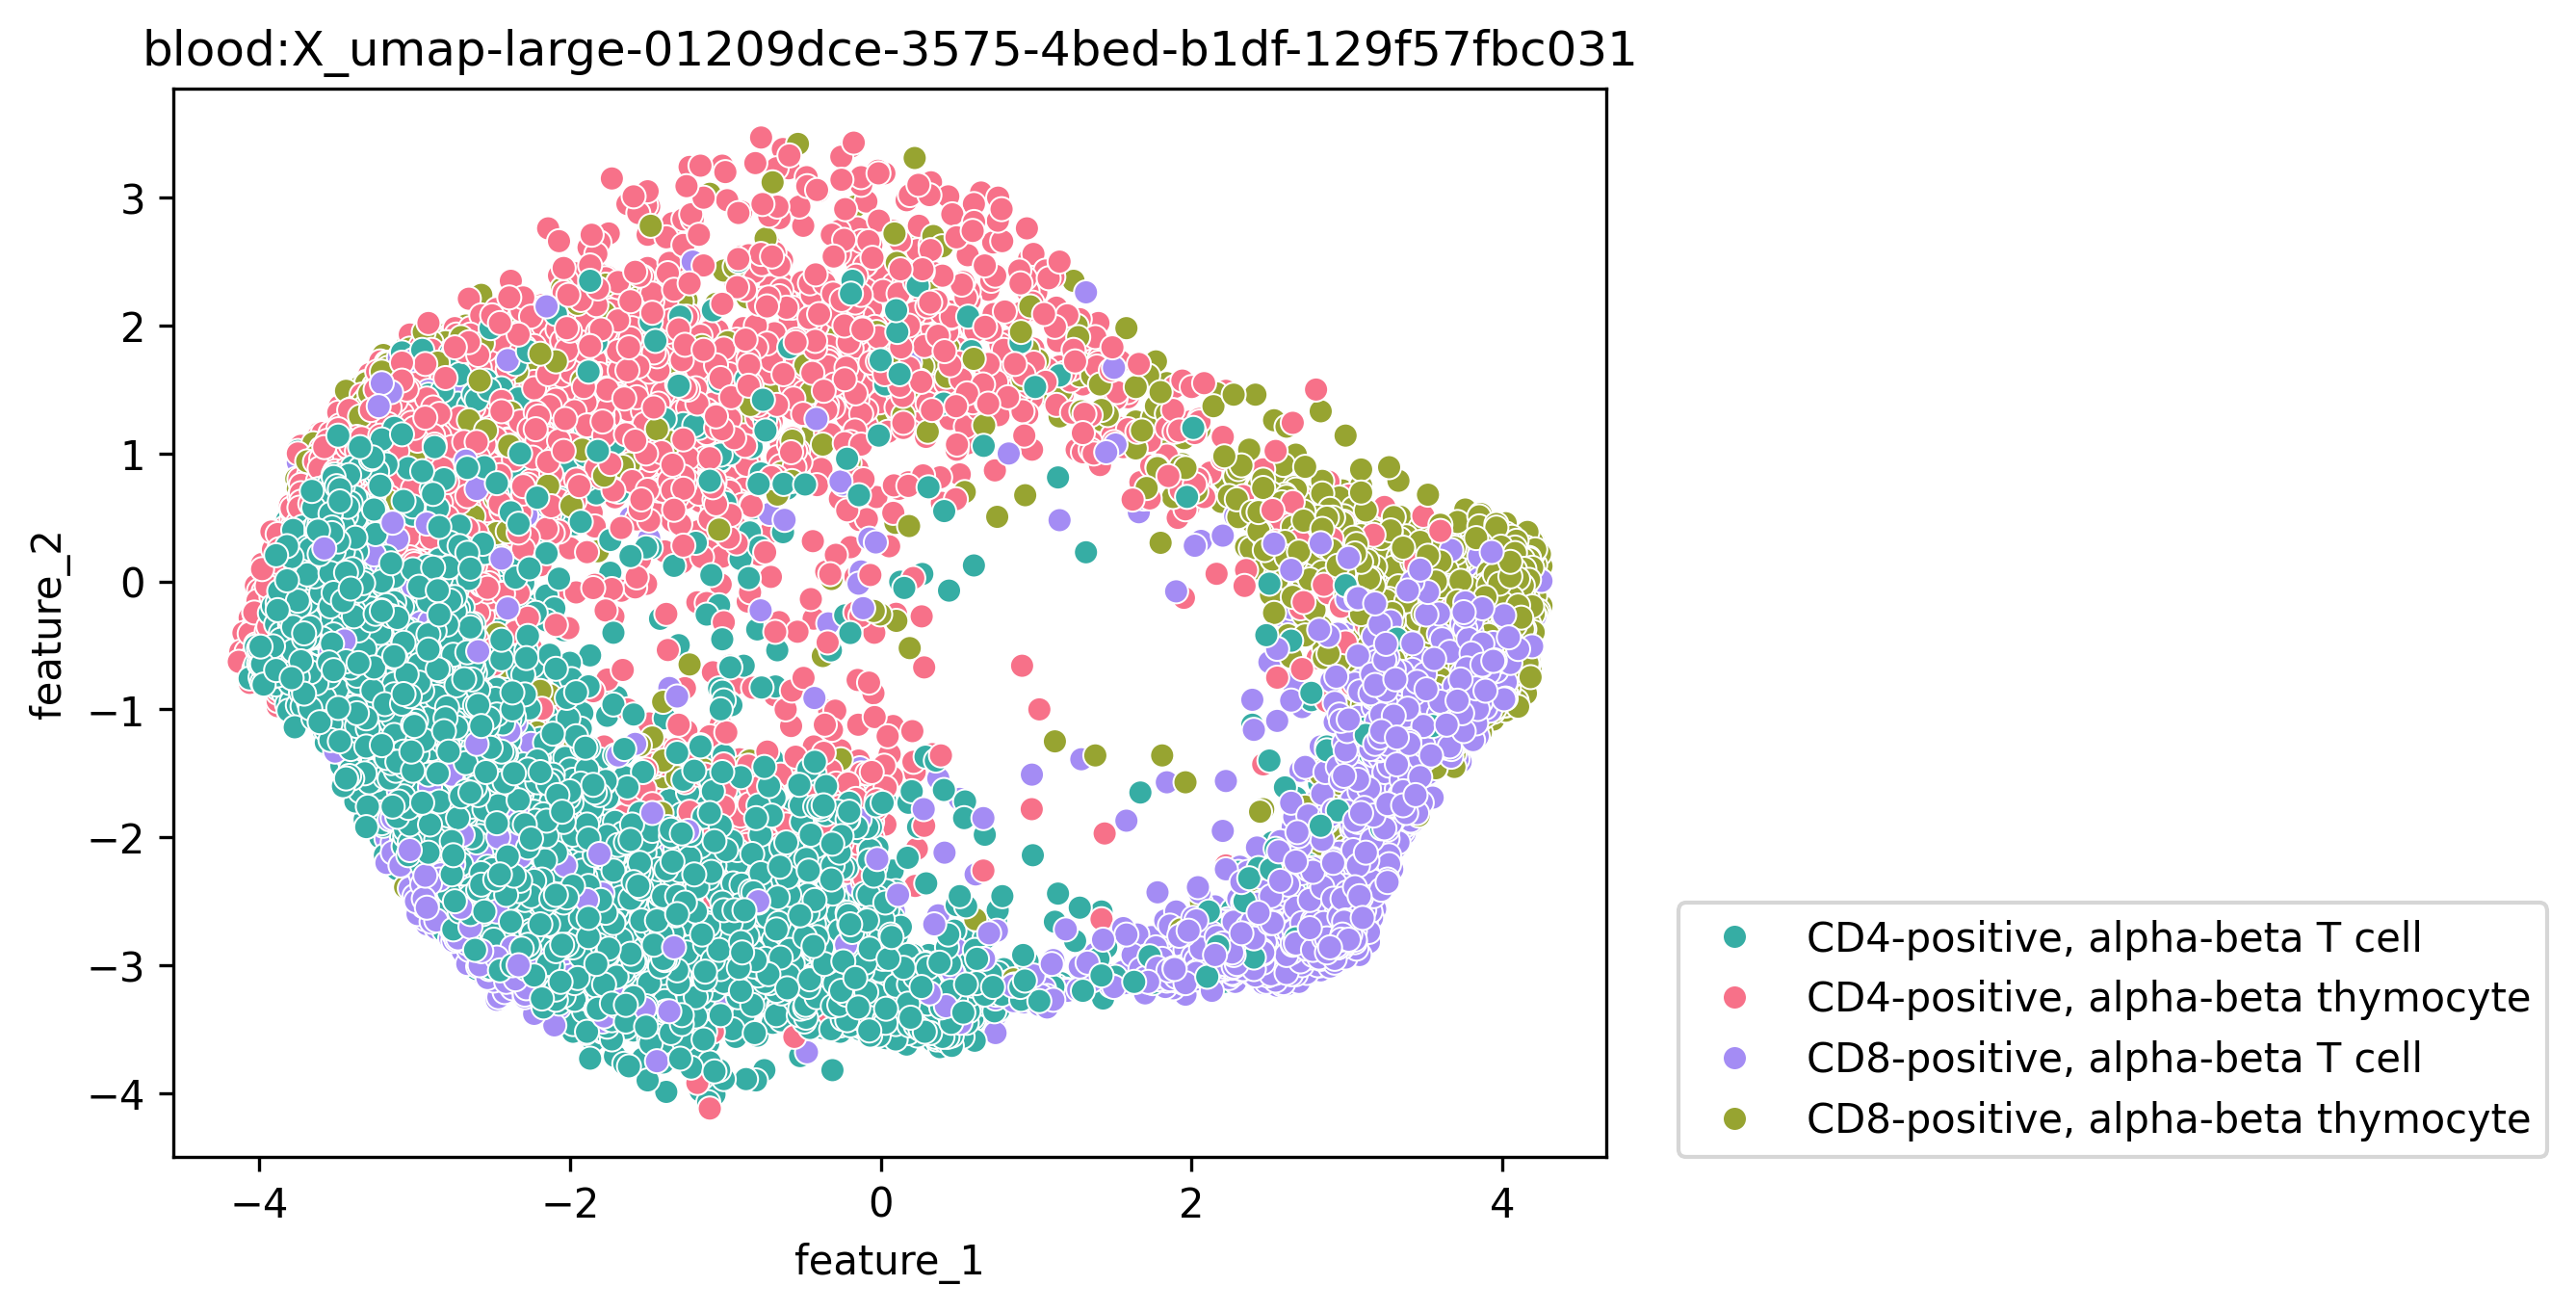 blood:X_umap-large-01209dce-3575-4bed-b1df-129f57fbc031
3
2
1
0
−1
−2
−3
−4
feature_2
−4 −2 0 2 4
feature_1
CD4-positive, alpha-beta T cell
CD4-positive, alpha-beta thymocyte
CD8-positive, alpha-beta T cell
CD8-positive, alpha-beta thymocyte